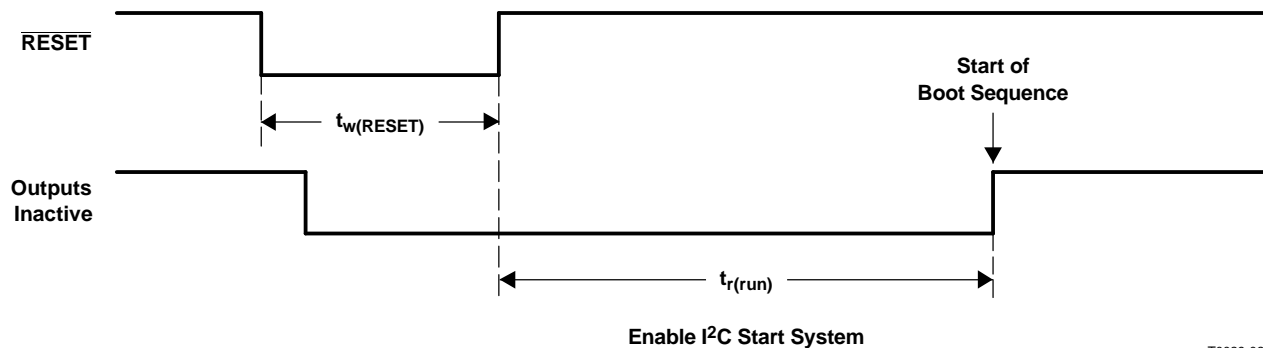 RESET
Start of
Boot Sequence
tw(RESET)
Outputs
Inactive
tr(run)
Enable I²C Start System